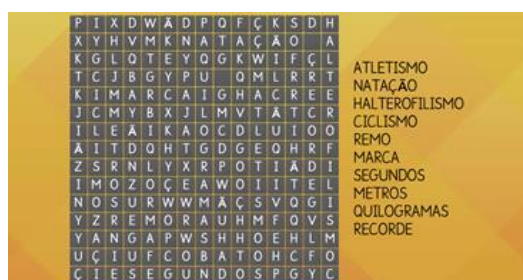 P I X D W Ã D P Q F Ç K S D H
X Y H V M K N A T A Ç Ã O A
K G L Q T E Y Q G K W I F Ç L
T C J B G Y P U Q M L R R T
K I M A R C A I G H A C R E E
J C M Y B X J L M V T Ã T C R
I L E Ã I K A O C D L U I O O
Ã I T D Q H T G D G E Q H R F
Z S R N L Y X R P O T I Ã D I
I M O Z O Ç E A W O I I T E L
N O S U R W W M Ã Ç S V Q G I
Y Z R E M O R A U H M F Q V S
Y A N G A P W S H H O E H L M
U Ç I U F C O B A T O H C F O
Ç I E S E G U N D O S P G Y C
ATLETISMO
NATAÇÃO
HALTEROFILISMO
CICLISMO
REMO
MARCA
SEGUNDOS
METROS
QUILOGRAMAS
RECORDE